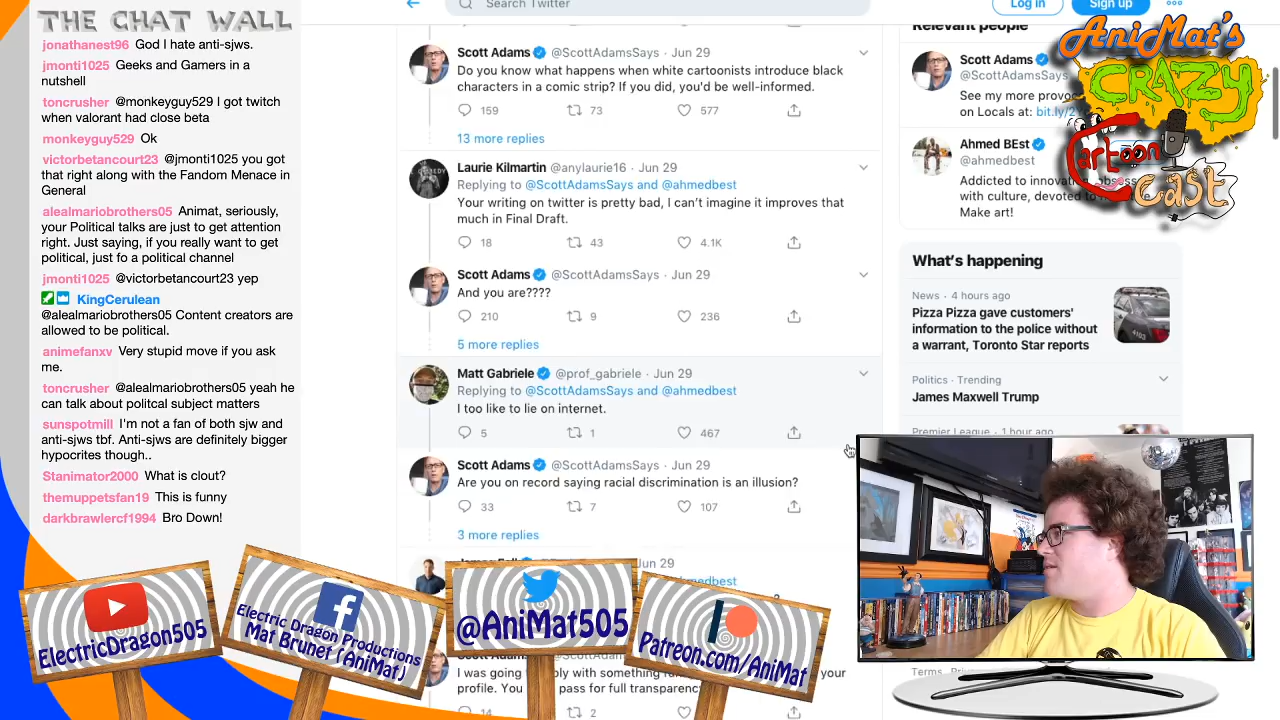 THE CHAT WALL
jonathanest96 God I hate anti-sjws.
jmonti1025 Geeks and Gamers in a
nutshell
toncrusher @monkeyguy529 I got twitch
when valorant had close beta
monkeyguy529 Ok
victorbetancourt23 @jmonti1025 you got
that right along with the Fandom Menace in
General
alealmariobrothers05 Animat, seriously,
your Political talks are just to get attention
right. Just saying, if you really want to get
political, just fo a political channel
jmonti1025 @victorbetancourt23 yep
KingCerulean
@alealmariobrothers05 Content creators are
allowed to be political.
animefanxv Very stupid move if you ask
me.
toncrusher @alealmariobrothers05 yeah he
can talk about politcal subject matters
sunspotmill I'm not a fan of both sjw and
anti-sjws tbf. Anti-sjws are definitely bigger
hypocrites though..
Stanimator2000 What is clout?
themuppetsfan19 This is funny
darkbrawlercf1994 Bro Down!
Search Twitter
Log in
Sign up
Scott Adams @ScottAdamsSays · Jun 29
Do you know what happens when white cartoonists introduce black
characters in a comic strip? If you did, you'd be well-informed.
159 73 577
13 more replies
Laurie Kilmartin @anylaurie16 · Jun 29
Replying to @ScottAdamsSays and @ahmedbest
Your writing on twitter is pretty bad, I can't imagine it improves that
much in Final Draft.
18 43 4.1K
Scott Adams @ScottAdamsSays · Jun 29
And you are????
210 9 236
5 more replies
Matt Gabriele @prof_gabriele · Jun 29
Replying to @ScottAdamsSays and @ahmedbest
I too like to lie on internet.
5 1 467
Scott Adams @ScottAdamsSays · Jun 29
Are you on record saying racial discrimination is an illusion?
33 7 107
3 more replies
Jun 29
14 2
Relevant people
Scott Adams
@ScottAdamsSays
See my more
on Locals at: bit.ly/2
Ahmed BEst
@ahmedbest
Addicted to
with culture, devoted
Make art!
What's happening
News · 4 hours ago
Pizza Pizza gave customers'
information to the police without
a warrant, Toronto Star reports
Politics · Trending
James Maxwell Trump
Premier League · 1 hour ago
Terms
AniMat's
CRAZY
Cartoon
Cast
ElectricDragon505
Electric Dragon Productions
Mat Brunet (AniMat)
@AniMat505
Patreon.com/AniMat